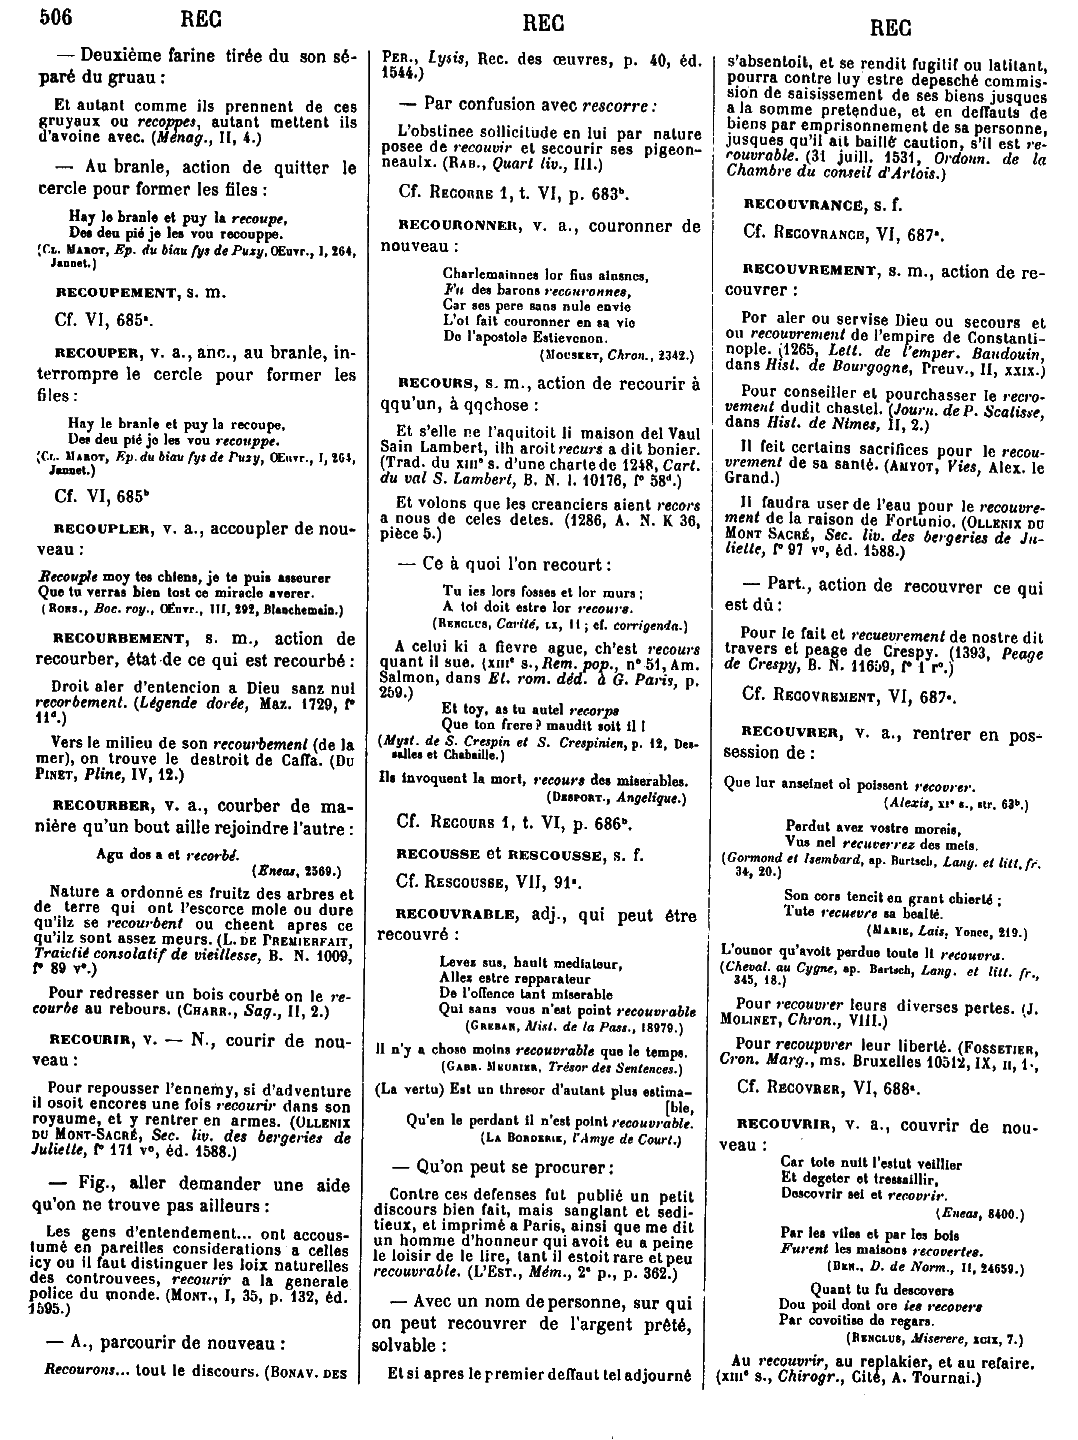 506
REC
REC
REC
— Deuxième farine tirée du son sé-
paré du gruau :
Et autant comme ils prennent de ces
gruyaux ou recoppes, autant mettent ils
d'avoine avec. (Ménag., II, 4.)
— Au branle, action de quitter le
cercle pour former les files :
Hay le branle et puy la recoupe,
Des deu pié je les vou recouppe.
(CL. MAROT, Ep. du biau fys de Pazy, OEuvr., I, 264,
Jannet.)
RECOUPEMENT, s. m.
Cf. VI, 685ª.
RECOUPER, v. a., anc., au branle, in-
terrompre le cercle pour former les
files :
Hay le branle et puy la recoupe,
Des deu pié je les vou recouppe.
(CL. MAROT, Ep. du biau fys de Pazy, OEuvr., I, 264,
Jannet.)
Cf. VI, 685ᵇ
RECOUPLER, v. a., accoupler de nou-
veau :
Recouple moy tes chiens, je te puis asseurer
Que tu verras bien tost ce miracle averer.
(RONS., Boc. roy., OEuvr., III, 292, Blanchemain.)
RECOURBEMENT, s. m., action de
recourber, état de ce qui est recourbé :
Droit aler d'entencion a Dieu sanz nul
recorbement. (Légende dorée, Maz. 1729, f°
11ᵈ.)
Vers le milieu de son recourbement (de la
mer), on trouve le destroit de Caffa. (DU
PINET, Pline, IV, 12.)
RECOURBER, v. a., courber de ma-
nière qu'un bout aille rejoindre l'autre :
Agu dos a et recorbé.
(Eneas, 2569.)
Nature a ordonné es fruitz des arbres et
de terre qui ont l'escorce mole ou dure
qu'ilz se recourbent ou cheent apres ce
qu'ilz sont assez meurs. (L. DE PREMIERFAIT,
Traictié consolatif de vieillesse, B. N. 1009,
f° 89 v°.)
Pour redresser un bois courbé on le re-
courbe au rebours. (CHARR., Sag., II, 2.)
RECOURIR, v. — N., courir de nou-
veau :
Pour repousser l'ennemy, si d'adventure
il osoit encores une fois recourir dans son
royaume, et y rentrer en armes. (OLLENIX
DU MONT-SACRÉ, Sec. liv. des bergeries de
Juliette, f° 171 v°, éd. 1588.)
— Fig., aller demander une aide
qu'on ne trouve pas ailleurs :
Les gens d'entendement... ont accous-
tumé en pareilles considerations a celles
icy ou il faut distinguer les loix naturelles
des controuvees, recourir a la generale
police du monde. (MONT., I, 35, p. 132, éd.
1595.)
— A., parcourir de nouveau :
Recourons... tout le discours. (BONAV. DES
PER., Lysis, Rec. des œuvres, p. 40, éd.
1544.)
— Par confusion avec rescorre :
L'obstinee sollicitude en lui par nature
posee de recouvir et secourir ses pigeon-
neaulx. (RAB., Quart liv., III.)
Cf. RECORRE 1, t. VI, p. 683ᵇ.
RECOURONNER, v. a., couronner de
nouveau :
Charlemainnes lor fius ainsnes,
Fu des barons recouronnes,
Car ses pere sans nule envie
L'ot fait couronner en sa vie
De l'apostole Estievenon.
(MOUSKET, Chron., 2342.)
RECOURS, s. m., action de recourir à
qqu'un, à qqchose :
Et s'elle ne l'aquitoit li maison del Vaul
Sain Lambert, ilh aroit recurs a dit bonier.
(Trad. du XIIIᵉ s. d'une charte de 1248, Cart.
du val S. Lambert, B. N. l. 10176, f° 58ᵈ.)
Et volons que les creanciers aient recors
a nous de celes detes. (1286, A. N. K 36,
pièce 5.)
— Ce à quoi l'on recourt :
Tu ies lors fosses et lor murs ;
A toi doit estre lor recours.
(RENCLUS, Carité, LX, 11 ; cf. corrigenda.)
A celui ki a fievre ague, ch'est recours
quant il sue. (XIIIᵉ s., Rem. pop., n° 51, Am.
Salmon, dans Et. rom. déd. à G. Paris, p.
259.)
Et toy, as tu autel recorps
Que ton frere ? maudit soit il !
(Myst. de S. Crespin et S. Crespinien, p. 12, Des-
salles et Chabaille.)
Ils invoquent la mort, recours des miserables.
(DESPORT., Angelique.)
Cf. RECOURS 1, t. VI, p. 686ᵇ.
RECOUSSE et RESCOUSSE, s. f.
Cf. RESCOUSSE, VII, 91ª.
RECOUVRABLE, adj., qui peut être
recouvré :
Levez sus, hault mediateur,
Allez estre repparateur
De l'offence tant miserable
Qui sans vous n'est point recouvrable
(GREBAN, Mist. de la Pass., 18979.)
Il n'y a chose moins recouvrable que le temps.
(GABR. MEURIER, Trésor des Sentences.)
(La vertu) Est un thresor d'autant plus estima-
[ble,
Qu'en le perdant il n'est point recouvrable.
(LA BORDERIE, l'Amye de Court.)
— Qu'on peut se procurer :
Contre ces defenses fut publié un petit
discours bien fait, mais sanglant et sedi-
tieux, et imprimé a Paris, ainsi que me dit
un homme d'honneur qui avoit eu a peine
le loisir de le lire, tant il estoit rare et peu
recouvrable. (L'EST., Mém., 2ᵉ p., p. 362.)
— Avec un nom de personne, sur qui
on peut recouvrer de l'argent prêté,
solvable :
Et si apres le premier deffaut tel adjourné
s'absentoit, et se rendit fugitif ou latitant,
pourra contre luy estre depesché commis-
sion de saisissement de ses biens jusques
a la somme pretendue, et en deffauts de
biens par emprisonnement de sa personne,
jusques qu'il ait baillé caution, s'il est re-
rouvrable. (31 juill. 1531, Ordonn. de la
Chambre du conseil d'Artois.)
RECOUVRANCE, s. f.
Cf. RECOVRANCE, VI, 687ª.
RECOUVREMENT, s. m., action de re-
couvrer :
Por aler ou servise Dieu ou secours et
ou recouvrement de l'empire de Constanti-
nople. (1265, Lett. de l'emper. Baudouin,
dans Hist. de Bourgogne, Preuv., II, XXIX.)
Pour conseiller et pourchasser le recro-
vement dudit chastel. (Journ. de P. Scatisse,
dans Hist. de Nimes, II, 2.)
Il feit certains sacrifices pour le recou-
vrement de sa santé. (AMYOT, Vies, Alex. le
Grand.)
Il faudra user de l'eau pour le recouvre-
ment de la raison de Fortunio. (OLLENIX DU
MONT SACRÉ, Sec. liv. des bergeries de Ju-
liette, f° 97 v°, éd. 1588.)
— Part., action de recouvrer ce qui
est dû :
Pour le fait et recuevrement de nostre dit
travers et peage de Crespy. (1393, Peage
de Crespy, B. N. 11659, f° 1 r°.)
Cf. RECOVREMENT, VI, 687ª.
RECOUVRER, v. a., rentrer en pos-
session de :
Que lur anseinet ol poissent recovrer.
(Alexis, XIᵉ s., str. 63ᵇ.)
Perdut avez vostre moreis,
Vus nel recuverrez des meis.
(Gormond et Isembard, ap. Bartsch, Lang. et litt. fr.
34, 20.)
Son cors teneit en grant chierté ;
Tute recuevre sa bealté.
(MARIE, Lais, Yonec, 219.)
L'ounor qu'avoit perdue toute li recouvra.
(Cheval. au Cygne, ap. Bartsch, Lang. et litt. fr.,
345, 18.)
Pour recouvrer leurs diverses pertes. (J.
MOLINET, Chron., VIII.)
Pour recoupvrer leur liberté. (FOSSETIER,
Cron. Marg., ms. Bruxelles 10512, IX, II, 1.,
Cf. RECOVRER, VI, 688ª.
RECOUVRIR, v. a., couvrir de nou-
veau :
Car tote nuit l'estut veillier
Et degeter et tressaillir,
Descovrir sei et recovrir.
(Eneas, 8400.)
Par les viles et par les bois
Furent les maisons recovertes.
(BEN., D. de Norm., II, 24659.)
Quant tu fu descovers
Dou poil dont ore ies recovers
Par covoitise de regars.
(RENCLUS, Miserere, XCIX, 7.)
Au recouvrir, au replakier, et au refaire.
(XIIIᵉ s., Chirogr., Cité, A. Tournai.)